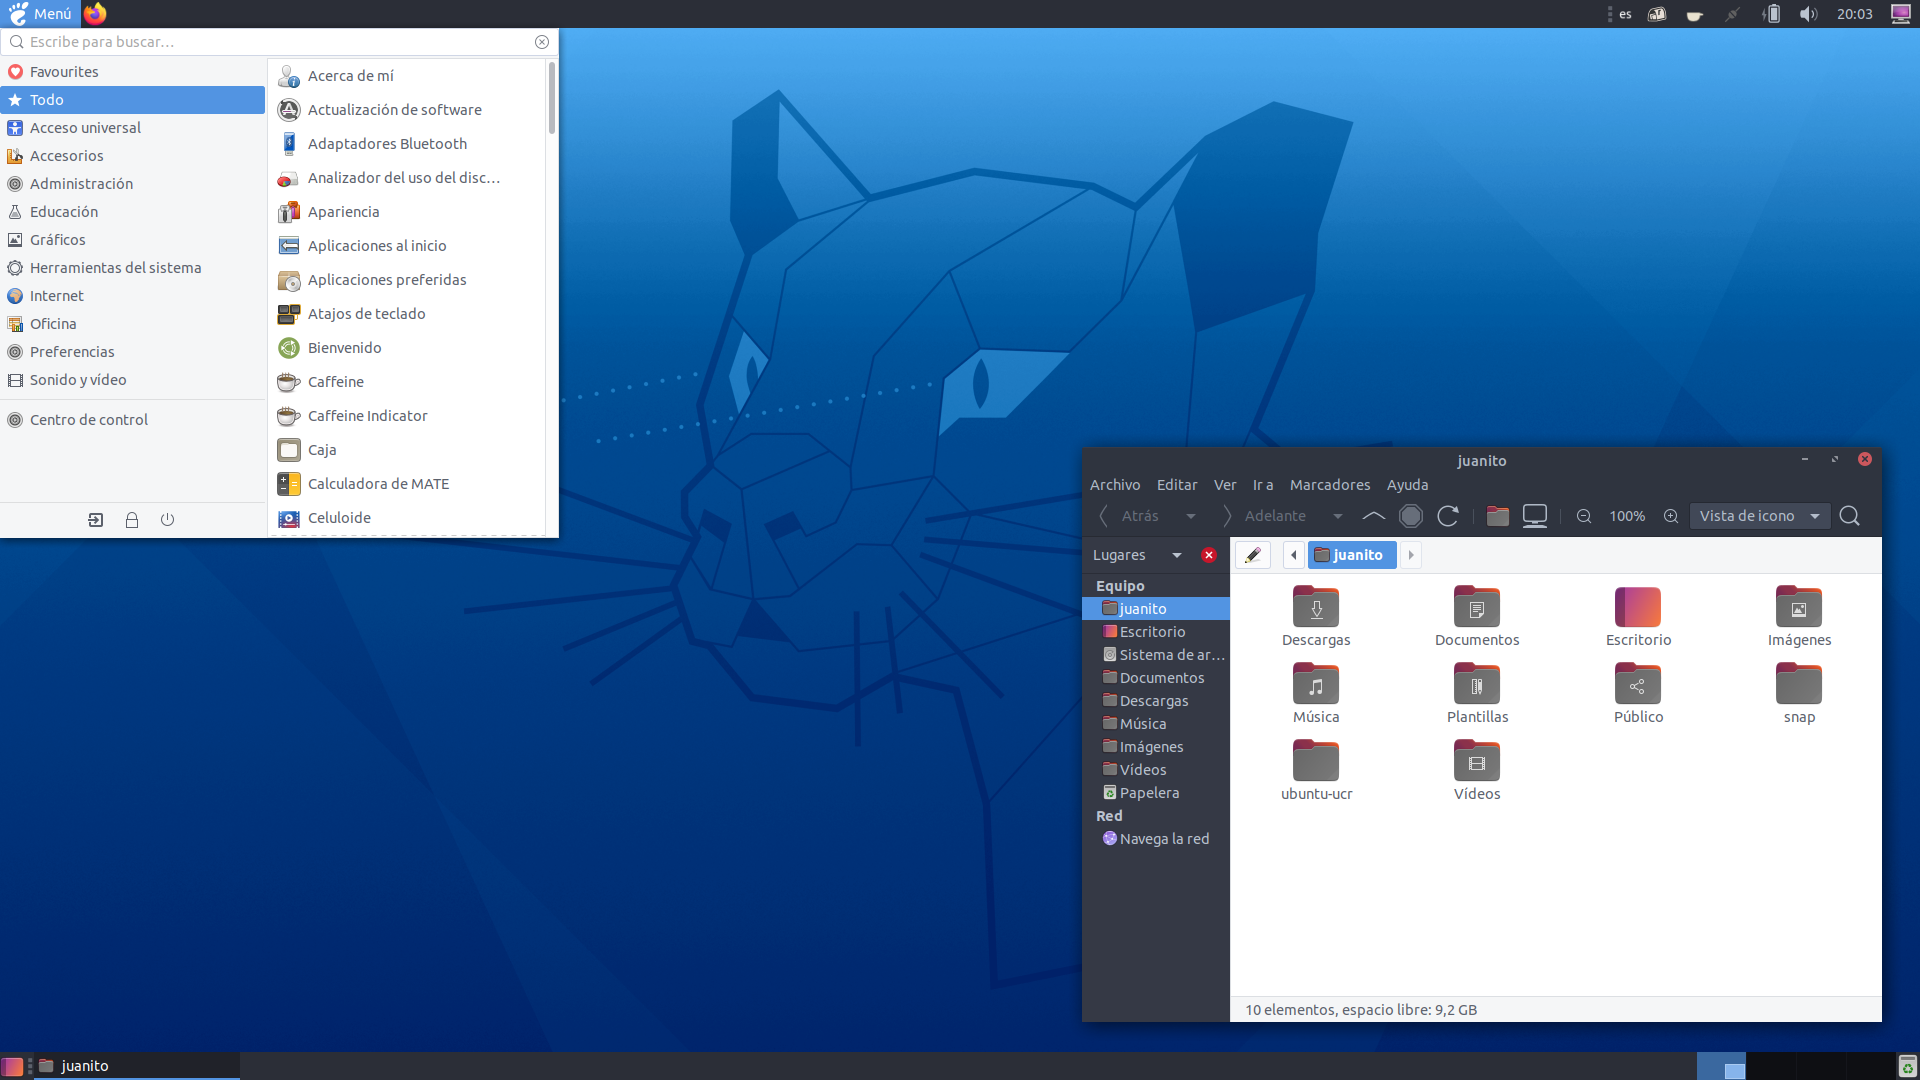 Menú
es
20:03
Escribe para buscar...
Favourites
Todo
Acceso universal
Accesorios
Administración
Educación
Gráficos
Herramientas del sistema
Internet
Oficina
Preferencias
Sonido y vídeo
Centro de control
Acerca de mí
Actualización de software
Adaptadores Bluetooth
Analizador del uso del disc...
Apariencia
Aplicaciones al inicio
Aplicaciones preferidas
Atajos de teclado
Bienvenido
Caffeine
Caffeine Indicator
Caja
Calculadora de MATE
Celuloide
juanito
Archivo Editar Ver Ir a Marcadores Ayuda
Atrás Adelante 100% Vista de icono
Lugares
juanito
Equipo
juanito
Escritorio
Sistema de ar...
Documentos
Descargas
Música
Imágenes
Vídeos
Papelera
Red
Navega la red
Descargas Documentos Escritorio Imágenes
Música Plantillas Público snap
ubuntu-ucr Vídeos
10 elementos, espacio libre: 9,2 GB
juanito